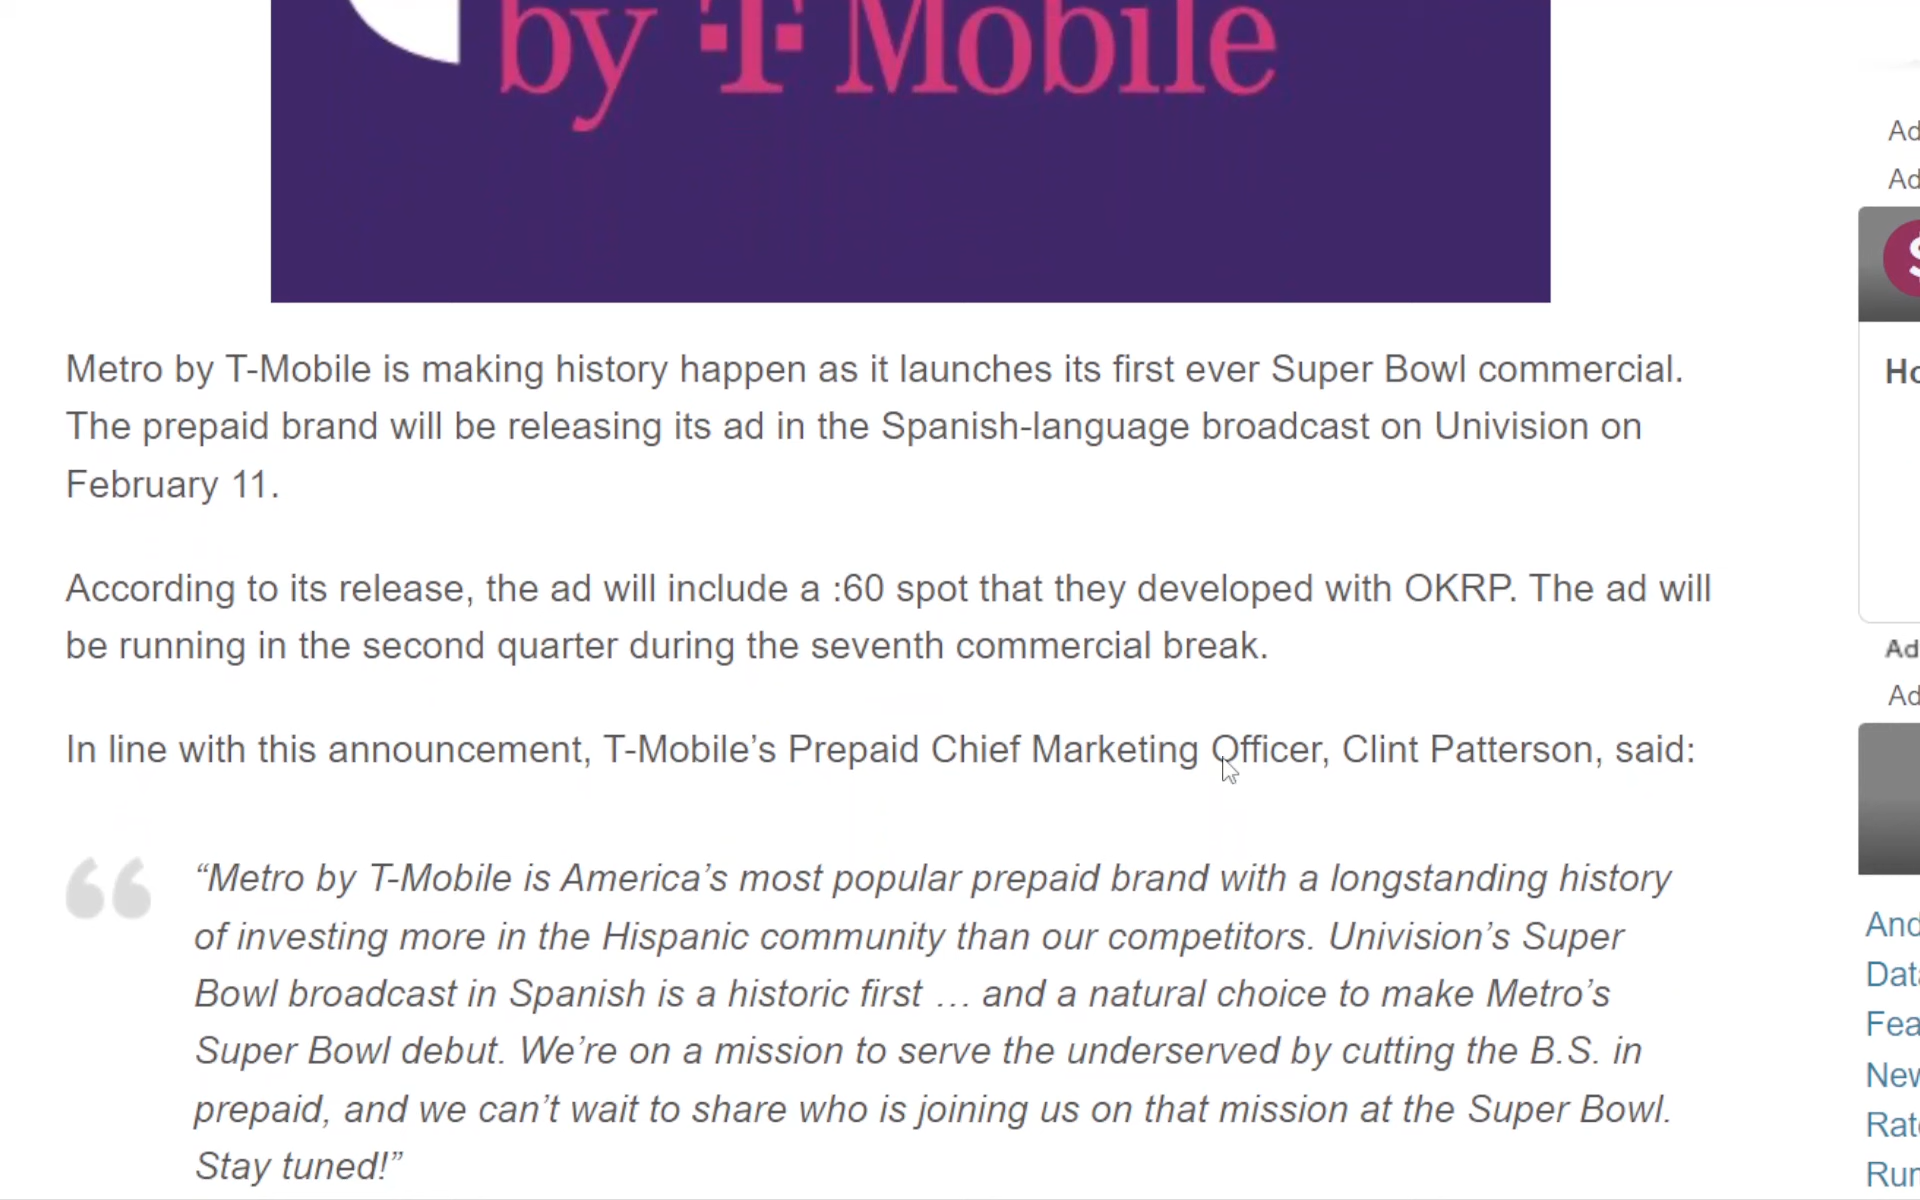 by T Mobile
Metro by T-Mobile is making history happen as it launches its first ever Super Bowl commercial.
The prepaid brand will be releasing its ad in the Spanish-language broadcast on Univision on
February 11.
According to its release, the ad will include a :60 spot that they developed with OKRP. The ad will
be running in the second quarter during the seventh commercial break.
In line with this announcement, T-Mobile’s Prepaid Chief Marketing Officer, Clint Patterson, said:
“Metro by T-Mobile is America’s most popular prepaid brand with a longstanding history
of investing more in the Hispanic community than our competitors. Univision’s Super
Bowl broadcast in Spanish is a historic first … and a natural choice to make Metro’s
Super Bowl debut. We’re on a mission to serve the underserved by cutting the B.S. in
prepaid, and we can’t wait to share who is joining us on that mission at the Super Bowl.
Stay tuned!”